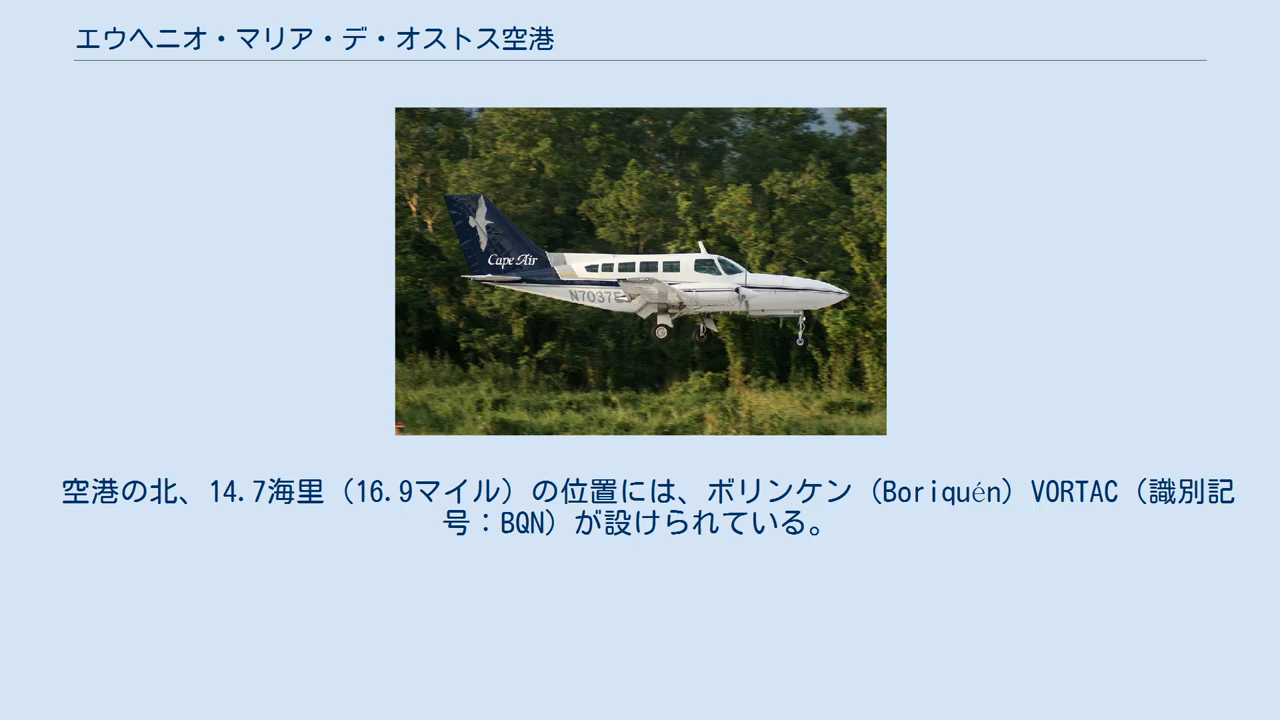 エウヘニオ・マリア・デ・オストス空港
Cape Air
N7037E
空港の北、14.7海里（16.9マイル）の位置には、ボリンケン（Boriquén）VORTAC（識別記
号：BQN）が設けられている。